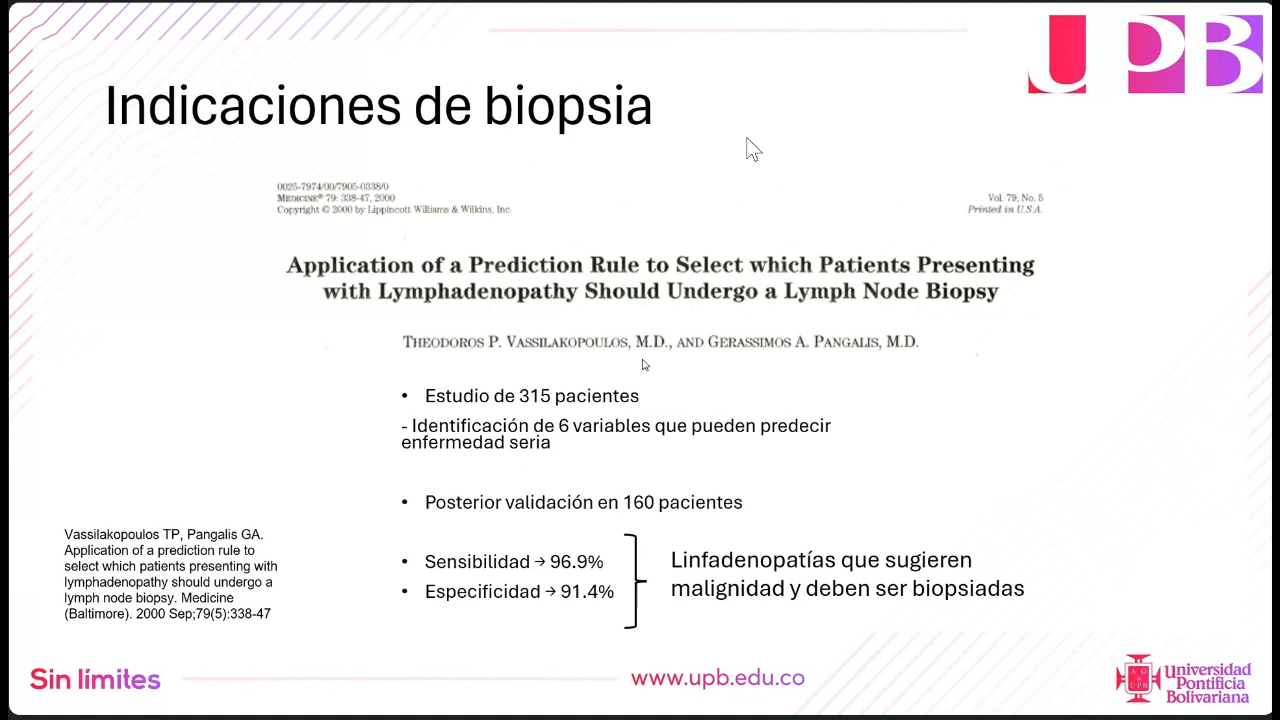 UPB
Indicaciones de biopsia
0025-7974/00/7905-0338/0
MEDICINE® 79: 338-47, 2000
Copyright © 2000 by Lippincott Williams & Wilkins, Inc.
Vol. 79, No. 5
Printed in U.S.A.
Application of a Prediction Rule to Select which Patients Presenting
with Lymphadenopathy Should Undergo a Lymph Node Biopsy
THEODOROS P. VASSILAKOPOULOS, M.D., AND GERASSIMOS A. PANGALIS, M.D.
• Estudio de 315 pacientes
- Identificación de 6 variables que pueden predecir
enfermedad seria
• Posterior validación en 160 pacientes
• Sensibilidad → 96.9%
• Especificidad → 91.4%
Linfadenopatías que sugieren
malignidad y deben ser biopsiadas
Vassilakopoulos TP, Pangalis GA.
Application of a prediction rule to
select which patients presenting with
lymphadenopathy should undergo a
lymph node biopsy. Medicine
(Baltimore). 2000 Sep;79(5):338-47
Sin límites
www.upb.edu.co
Universidad
Pontificia
Bolivariana